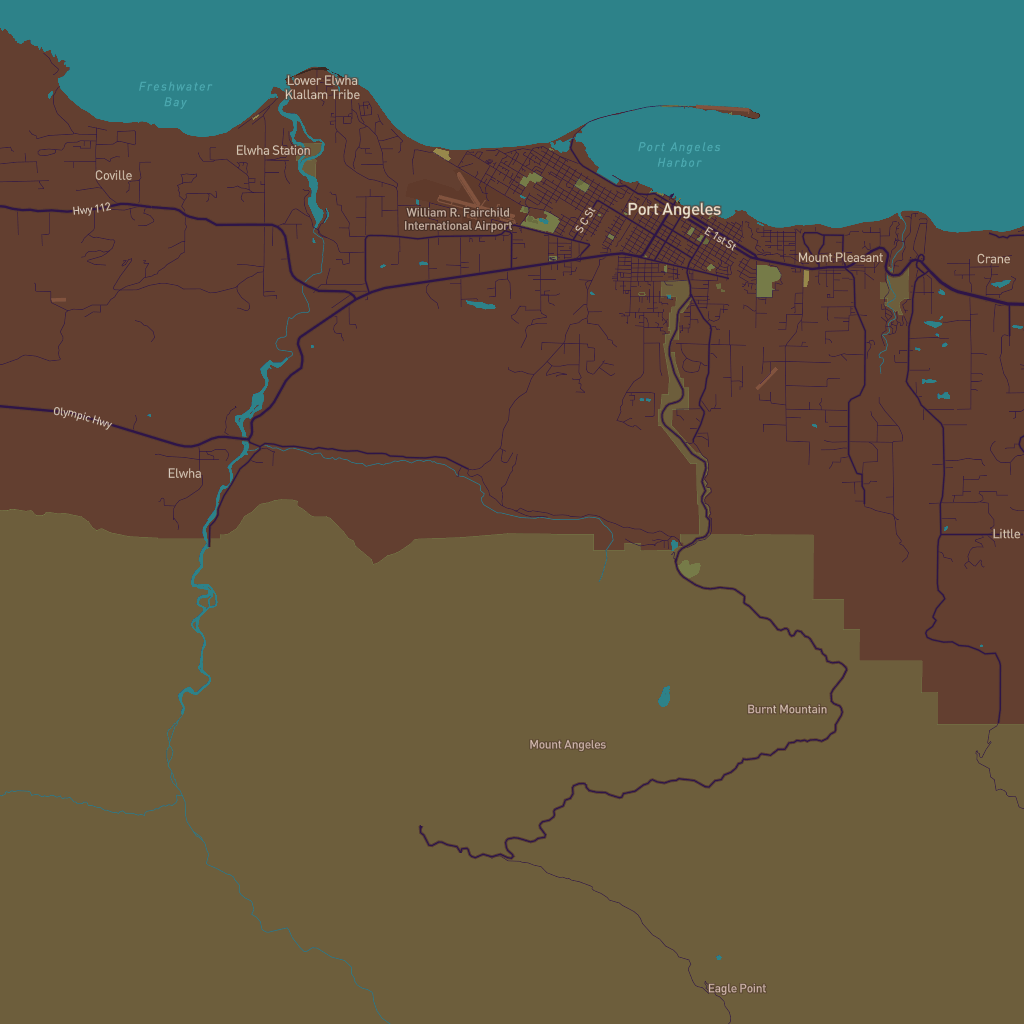 Lower Elwha
Klallam Tribe
Freshwater
Bay
Elwha Station
Port Angeles
Harbor
Coville
Hwy 112
William R. Fairchild
International Airport
S C St
Port Angeles
E 1st St
Mount Pleasant
Crane
Olympic Hwy
Elwha
Little
Burnt Mountain
Mount Angeles
Eagle Point